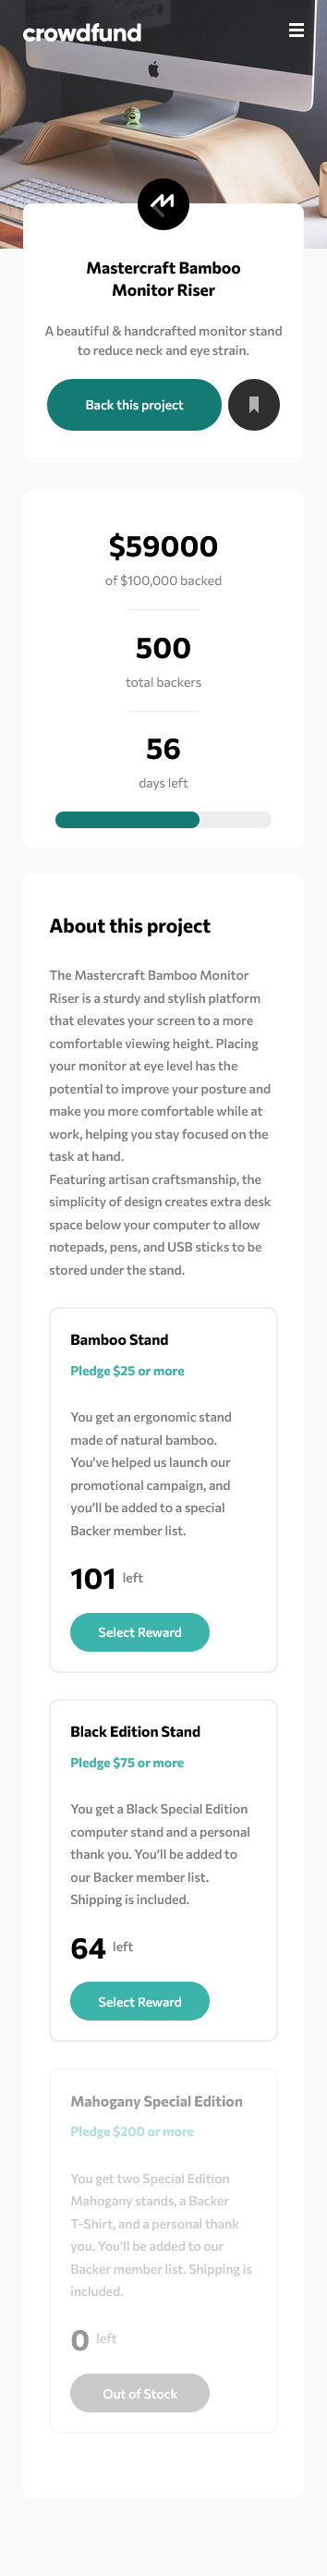 crowdfund
Mastercraft Bamboo
Monitor Riser
A beautiful & handcrafted monitor stand
to reduce neck and eye strain.
Back this project
$59000
of $100,000 backed
500
total backers
56
days left
About this project
The Mastercraft Bamboo Monitor
Riser is a sturdy and stylish platform
that elevates your screen to a more
comfortable viewing height. Placing
your monitor at eye level has the
potential to improve your posture and
make you more comfortable while at
work, helping you stay focused on the
task at hand.
Featuring artisan craftsmanship, the
simplicity of design creates extra desk
space below your computer to allow
notepads, pens, and USB sticks to be
stored under the stand.
Bamboo Stand
Pledge $25 or more
You get an ergonomic stand
made of natural bamboo.
You've helped us launch our
promotional campaign, and
you'll be added to a special
Backer member list.
101 left
Select Reward
Black Edition Stand
Pledge $75 or more
You get a Black Special Edition
computer stand and a personal
thank you. You'll be added to
our Backer member list.
Shipping is included.
64 left
Select Reward
Mahogany Special Edition
Pledge $200 or more
You get two Special Edition
Mahogany stands, a Backer
T-Shirt, and a personal thank
you. You'll be added to our
Backer member list. Shipping is
included.
0 left
Out of Stock